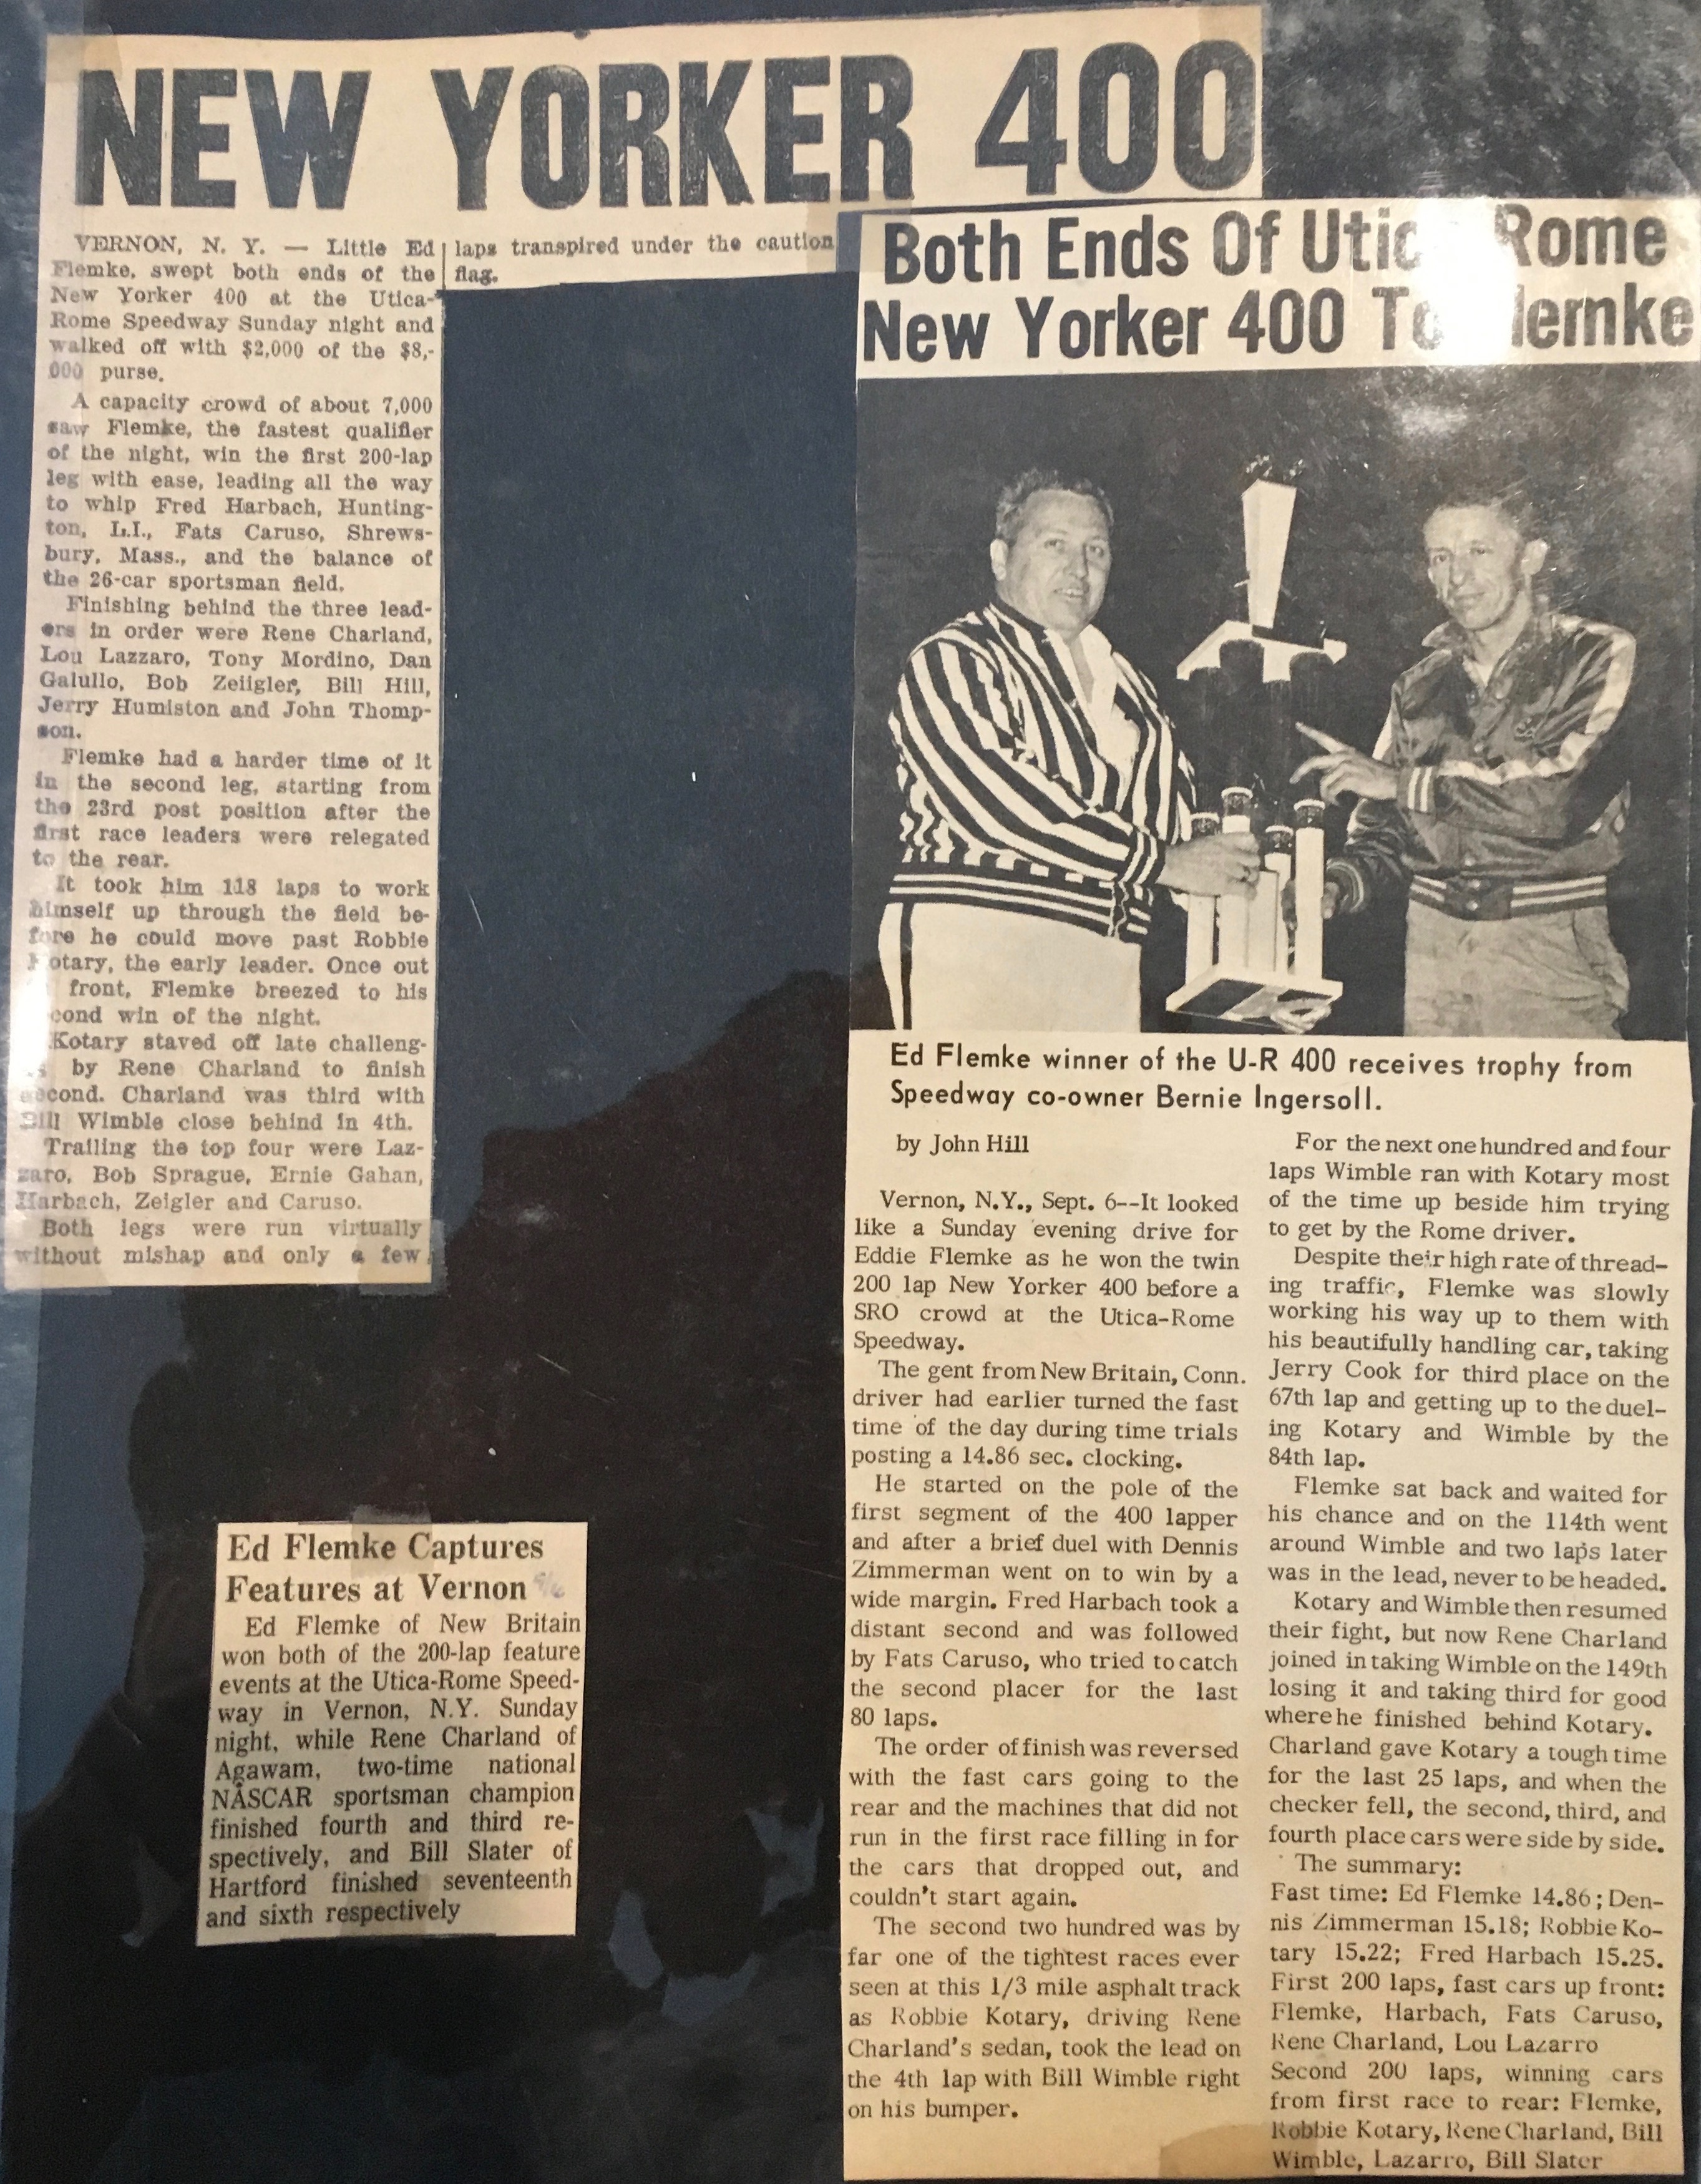 NEW YORKER 400
VERNON, N. Y. — Little Ed
Flemke, swept both ends of the
New Yorker 400 at the Utica-
Rome Speedway Sunday night and
walked off with $2,000 of the $8,-
000 purse.
A capacity crowd of about 7,000
saw Flemke, the fastest qualifier
of the night, win the first 200-lap
leg with ease, leading all the way
to whip Fred Harbach, Hunting-
ton, L.I., Fats Caruso, Shrews-
bury, Mass., and the balance of
the 26-car sportsman field.
Finishing behind the three lead-
ers in order were Rene Charland,
Lou Lazzaro, Tony Mordino, Dan
Galullo, Bob Zeiigler, Bill Hill,
Jerry Humiston and John Thomp-
son.
Flemke had a harder time of it
in the second leg, starting from
the 23rd post position after the
first race leaders were relegated
to the rear.
It took him 118 laps to work
himself up through the field be-
fore he could move past Robbie
Kotary, the early leader. Once out
front, Flemke breezed to his
cond win of the night.
Kotary staved off late challeng-
s by Rene Charland to finish
second. Charland was third with
Bill Wimble close behind in 4th.
Trailing the top four were Laz-
zaro, Bob Sprague, Ernie Gahan,
Harbach, Zeigler and Caruso.
Both legs were run virtually
without mishap and only a few
laps transpired under the caution
flag.
Ed Flemke Captures
Features at Vernon
Ed Flemke of New Britain
won both of the 200-lap feature
events at the Utica-Rome Speed-
way in Vernon, N.Y. Sunday
night, while Rene Charland of
Agawam, two-time national
NASCAR sportsman champion
finished fourth and third re-
spectively, and Bill Slater of
Hartford finished seventeenth
and sixth respectively
Both Ends Of Utic Rome
New Yorker 400 To lemke
Ed Flemke winner of the U-R 400 receives trophy from
Speedway co-owner Bernie Ingersoll.
by John Hill
Vernon, N.Y., Sept. 6--It looked
like a Sunday evening drive for
Eddie Flemke as he won the twin
200 lap New Yorker 400 before a
SRO crowd at the Utica-Rome
Speedway.
The gent from New Britain, Conn.
driver had earlier turned the fast
time of the day during time trials
posting a 14.86 sec. clocking.
He started on the pole of the
first segment of the 400 lapper
and after a brief duel with Dennis
Zimmerman went on to win by a
wide margin. Fred Harbach took a
distant second and was followed
by Fats Caruso, who tried to catch
the second placer for the last
80 laps.
The order of finish was reversed
with the fast cars going to the
rear and the machines that did not
run in the first race filling in for
the cars that dropped out, and
couldn't start again.
The second two hundred was by
far one of the tightest races ever
seen at this 1/3 mile asphalt track
as Robbie Kotary, driving Rene
Charland's sedan, took the lead on
the 4th lap with Bill Wimble right
on his bumper.
For the next one hundred and four
laps Wimble ran with Kotary most
of the time up beside him trying
to get by the Rome driver.
Despite their high rate of thread-
ing traffic, Flemke was slowly
working his way up to them with
his beautifully handling car, taking
Jerry Cook for third place on the
67th lap and getting up to the duel-
ing Kotary and Wimble by the
84th lap.
Flemke sat back and waited for
his chance and on the 114th went
around Wimble and two laps later
was in the lead, never to be headed.
Kotary and Wimble then resumed
their fight, but now Rene Charland
joined in taking Wimble on the 149th
losing it and taking third for good
where he finished behind Kotary.
Charland gave Kotary a tough time
for the last 25 laps, and when the
checker fell, the second, third, and
fourth place cars were side by side.
The summary:
Fast time: Ed Flemke 14.86; Den-
nis Zimmerman 15.18; Robbie Ko-
tary 15.22; Fred Harbach 15.25.
First 200 laps, fast cars up front:
Flemke, Harbach, Fats Caruso,
Rene Charland, Lou Lazarro
Second 200 laps, winning cars
from first race to rear: Flemke,
Robbie Kotary, Rene Charland, Bill
Wimble, Lazarro, Bill Slater